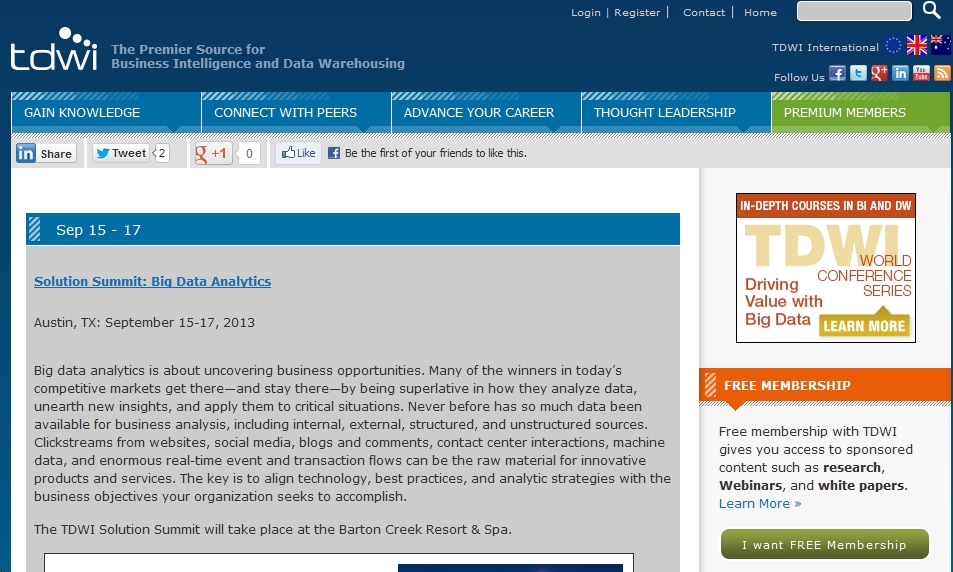 Login | Register | Contact | Home
tdwi
The Premier Source for
Business Intelligence and Data Warehousing
TDWI International
Follow Us
GAIN KNOWLEDGE
CONNECT WITH PEERS
ADVANCE YOUR CAREER
THOUGHT LEADERSHIP
PREMIUM MEMBERS
in Share
Tweet 2
g +1 0
Like
Be the first of your friends to like this.
Sep 15 - 17
Solution Summit: Big Data Analytics
Austin, TX: September 15-17, 2013
Big data analytics is about uncovering business opportunities. Many of the winners in today’s
competitive markets get there—and stay there—by being superlative in how they analyze data,
unearth new insights, and apply them to critical situations. Never before has so much data been
available for business analysis, including internal, external, structured, and unstructured sources.
Clickstreams from websites, social media, blogs and comments, contact center interactions, machine
data, and enormous real-time event and transaction flows can be the raw material for innovative
products and services. The key is to align technology, best practices, and analytic strategies with the
business objectives your organization seeks to accomplish.
The TDWI Solution Summit will take place at the Barton Creek Resort & Spa.
IN-DEPTH COURSES IN BI AND DW
TDWI
WORLD
CONFERENCE
SERIES
Driving
Value with
Big Data
LEARN MORE
FREE MEMBERSHIP
Free membership with TDWI
gives you access to sponsored
content such as research,
Webinars, and white papers.
Learn More »
I want FREE Membership